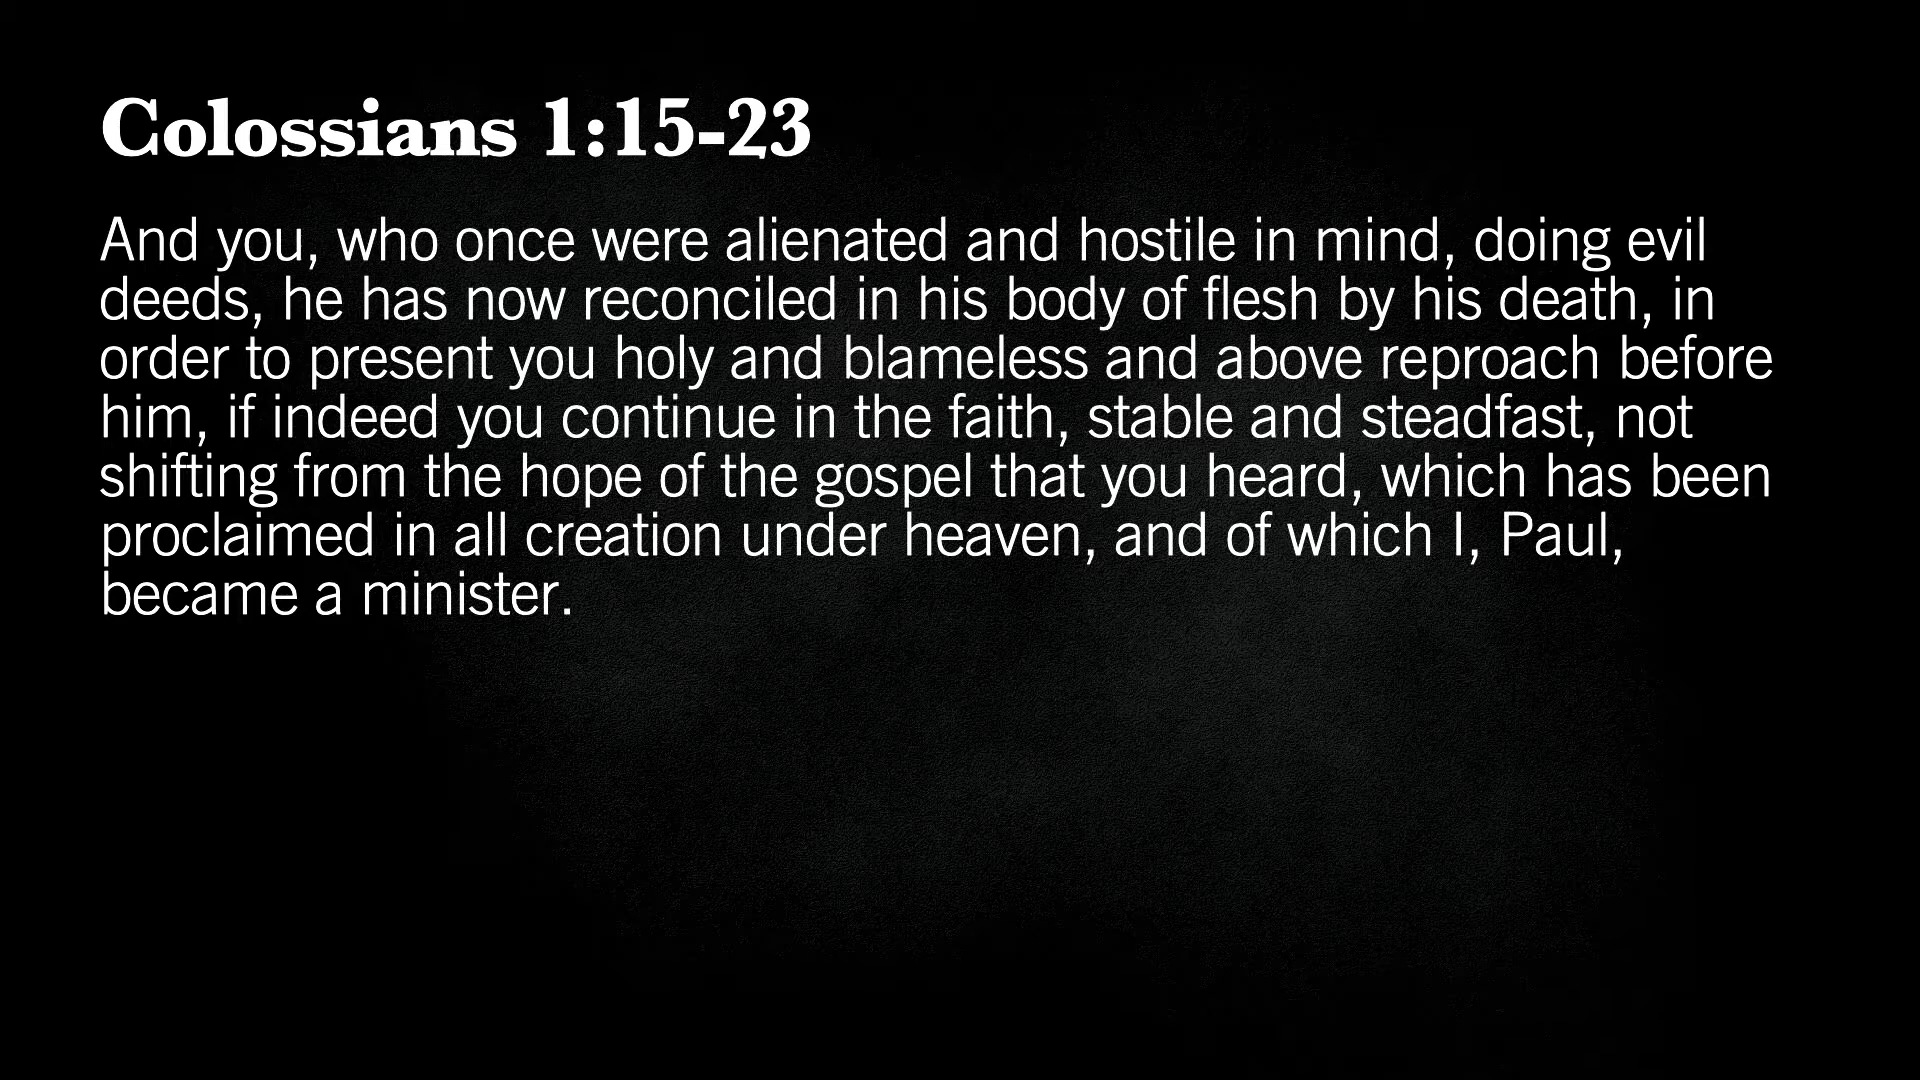 Colossians 1:15-23
And you, who once were alienated and hostile in mind, doing evil
deeds, he has now reconciled in his body of flesh by his death, in
order to present you holy and blameless and above reproach before
him, if indeed you continue in the faith, stable and steadfast, not
shifting from the hope of the gospel that you heard, which has been
proclaimed in all creation under heaven, and of which I, Paul,
became a minister.